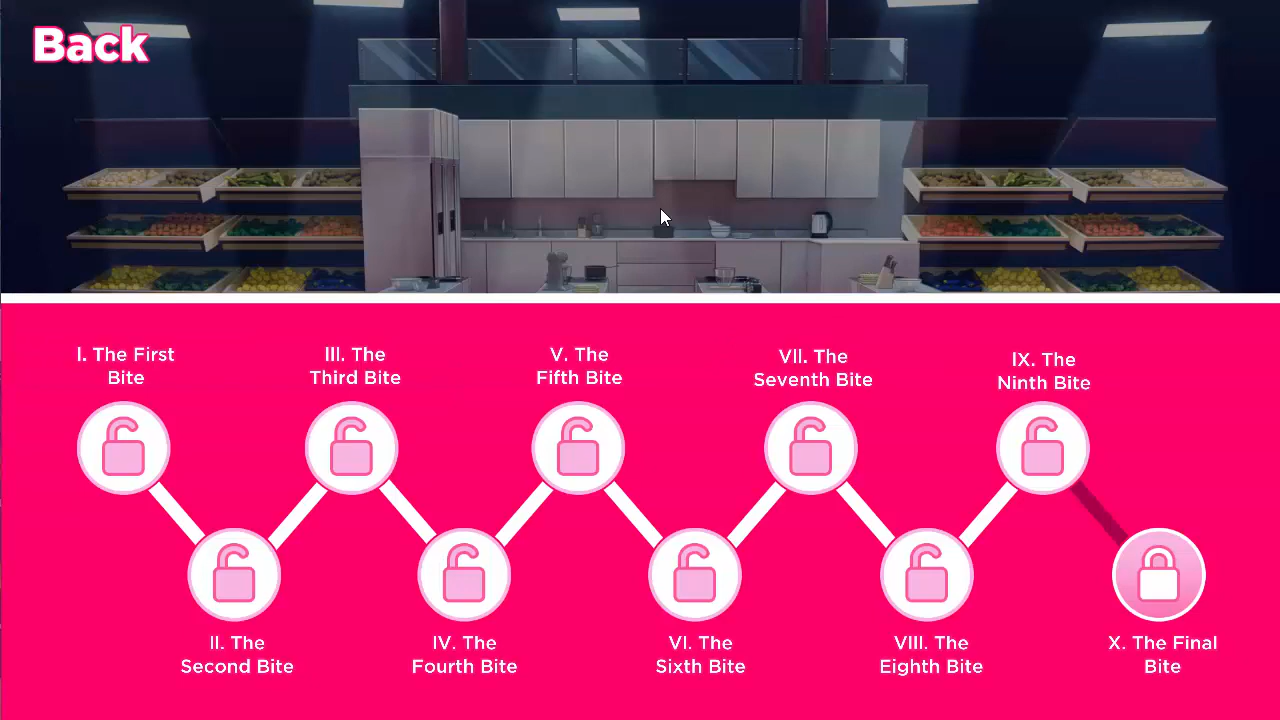 Back
I. The First
Bite
III. The
Third Bite
V. The
Fifth Bite
VII. The
Seventh Bite
IX. The
Ninth Bite
II. The
Second Bite
IV. The
Fourth Bite
VI. The
Sixth Bite
VIII. The
Eighth Bite
X. The Final
Bite